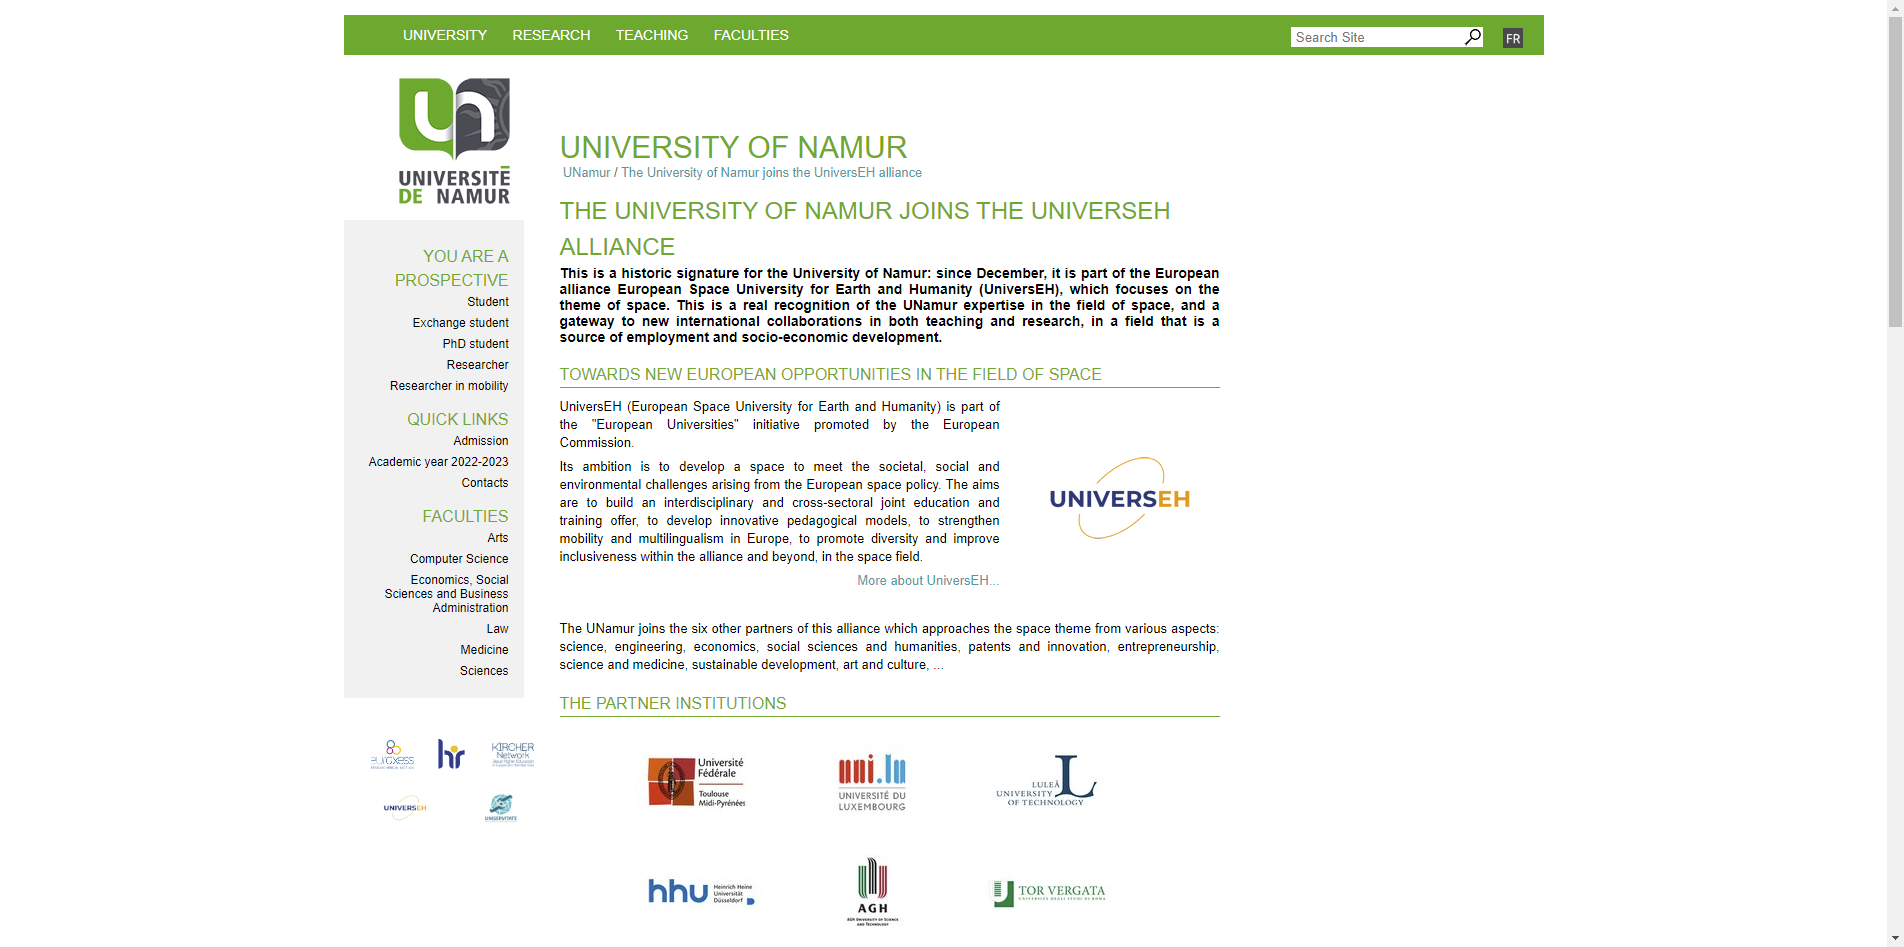 UNIVERSITY RESEARCH TEACHING FACULTIES
Search Site
FR
UNIVERSITÉ
DE NAMUR
UNIVERSITY OF NAMUR
UNamur / The University of Namur joins the UniversEH alliance
THE UNIVERSITY OF NAMUR JOINS THE UNIVERSEH
ALLIANCE
This is a historic signature for the University of Namur: since December, it is part of the European
alliance European Space University for Earth and Humanity (UniversEH), which focuses on the
theme of space. This is a real recognition of the UNamur expertise in the field of space, and a
gateway to new international collaborations in both teaching and research, in a field that is a
source of employment and socio-economic development.
YOU ARE A
PROSPECTIVE
Student
Exchange student
PhD student
Researcher
Researcher in mobility
QUICK LINKS
Admission
Academic year 2022-2023
Contacts
FACULTIES
Arts
Computer Science
Economics, Social
Sciences and Business
Administration
Law
Medicine
Sciences
TOWARDS NEW EUROPEAN OPPORTUNITIES IN THE FIELD OF SPACE
UniversEH (European Space University for Earth and Humanity) is part of
the "European Universities" initiative promoted by the European
Commission.
Its ambition is to develop a space to meet the societal, social and
environmental challenges arising from the European space policy. The aims
are to build an interdisciplinary and cross-sectoral joint education and
training offer, to develop innovative pedagogical models, to strengthen
mobility and multilingualism in Europe, to promote diversity and improve
inclusiveness within the alliance and beyond, in the space field.
More about UniversEH...
UNIVERSEH
The UNamur joins the six other partners of this alliance which approaches the space theme from various aspects:
science, engineering, economics, social sciences and humanities, patents and innovation, entrepreneurship,
science and medicine, sustainable development, art and culture, ...
THE PARTNER INSTITUTIONS
euraxess
hr
KIRCHER
Network
UNIVERSEH
UNISERVITATE
Université
Fédérale
Toulouse
Midi-Pyrénées
uni.lu
UNIVERSITÉ DU
LUXEMBOURG
LULEÅ
UNIVERSITY
OF TECHNOLOGY
hhu
Heinrich Heine
Universität
Düsseldorf
AGH
AGH UNIVERSITY OF SCIENCE
AND TECHNOLOGY
TOR VERGATA
UNIVERSITÀ DEGLI STUDI DI ROMA